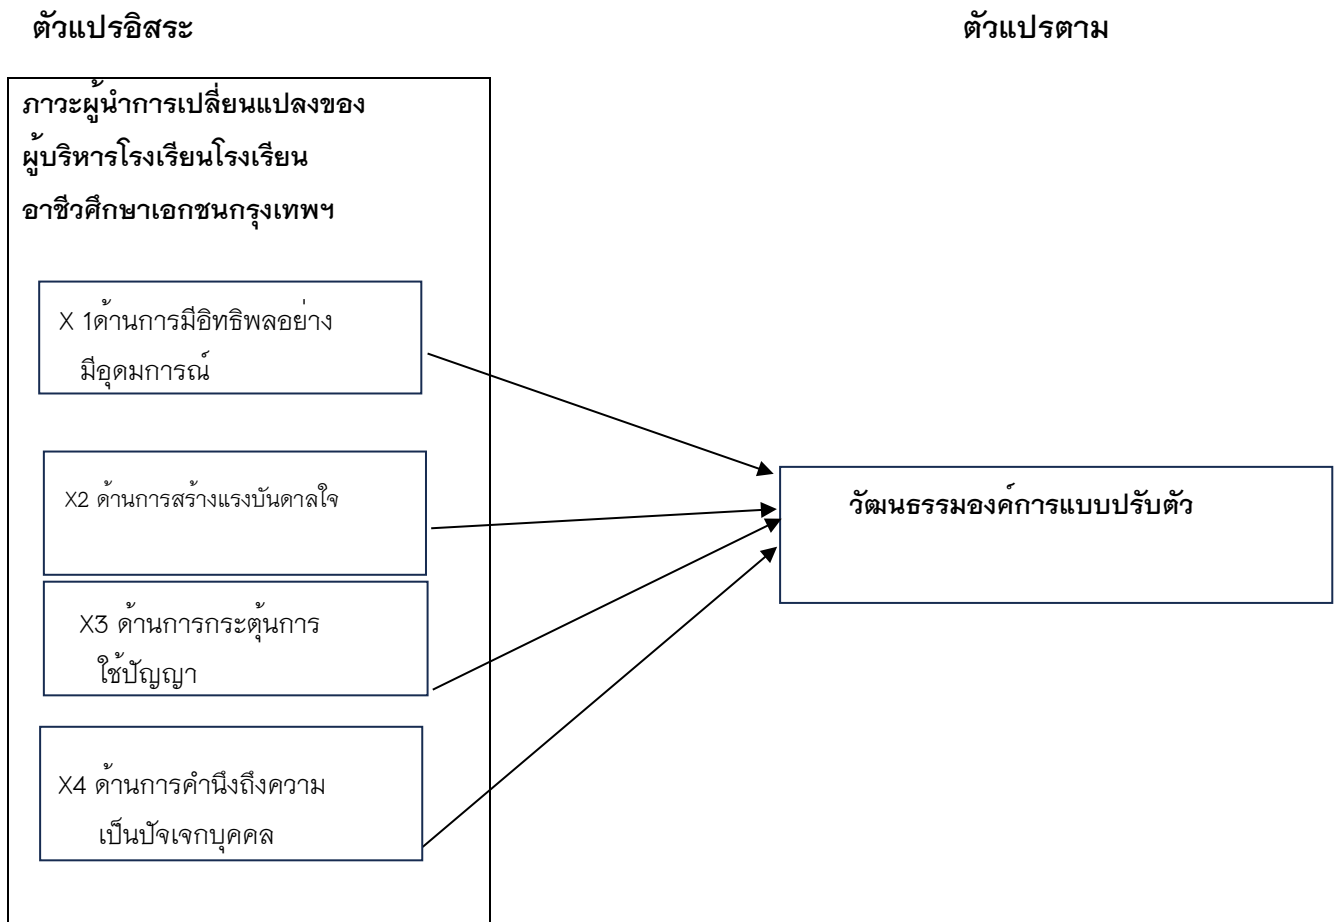 ตัวแปรอิสระ
ตัวแปรตาม
ภาวะผู้นำการเปลี่ยนแปลงของ
ผู้บริหารโรงเรียนโรงเรียน
อาชีวศึกษาเอกชนกรุงเทพฯ
X 1ด้านการมีอิทธิพลอย่าง
มีอุดมการณ์
X2 ด้านการสร้างแรงบันดาลใจ
X3 ด้านการกระตุ้นการ
ใช้ปัญญา
X4 ด้านการคำนึงถึงความ
เป็นปัจเจกบุคคล
วัฒนธรรมองค์การแบบปรับตัว